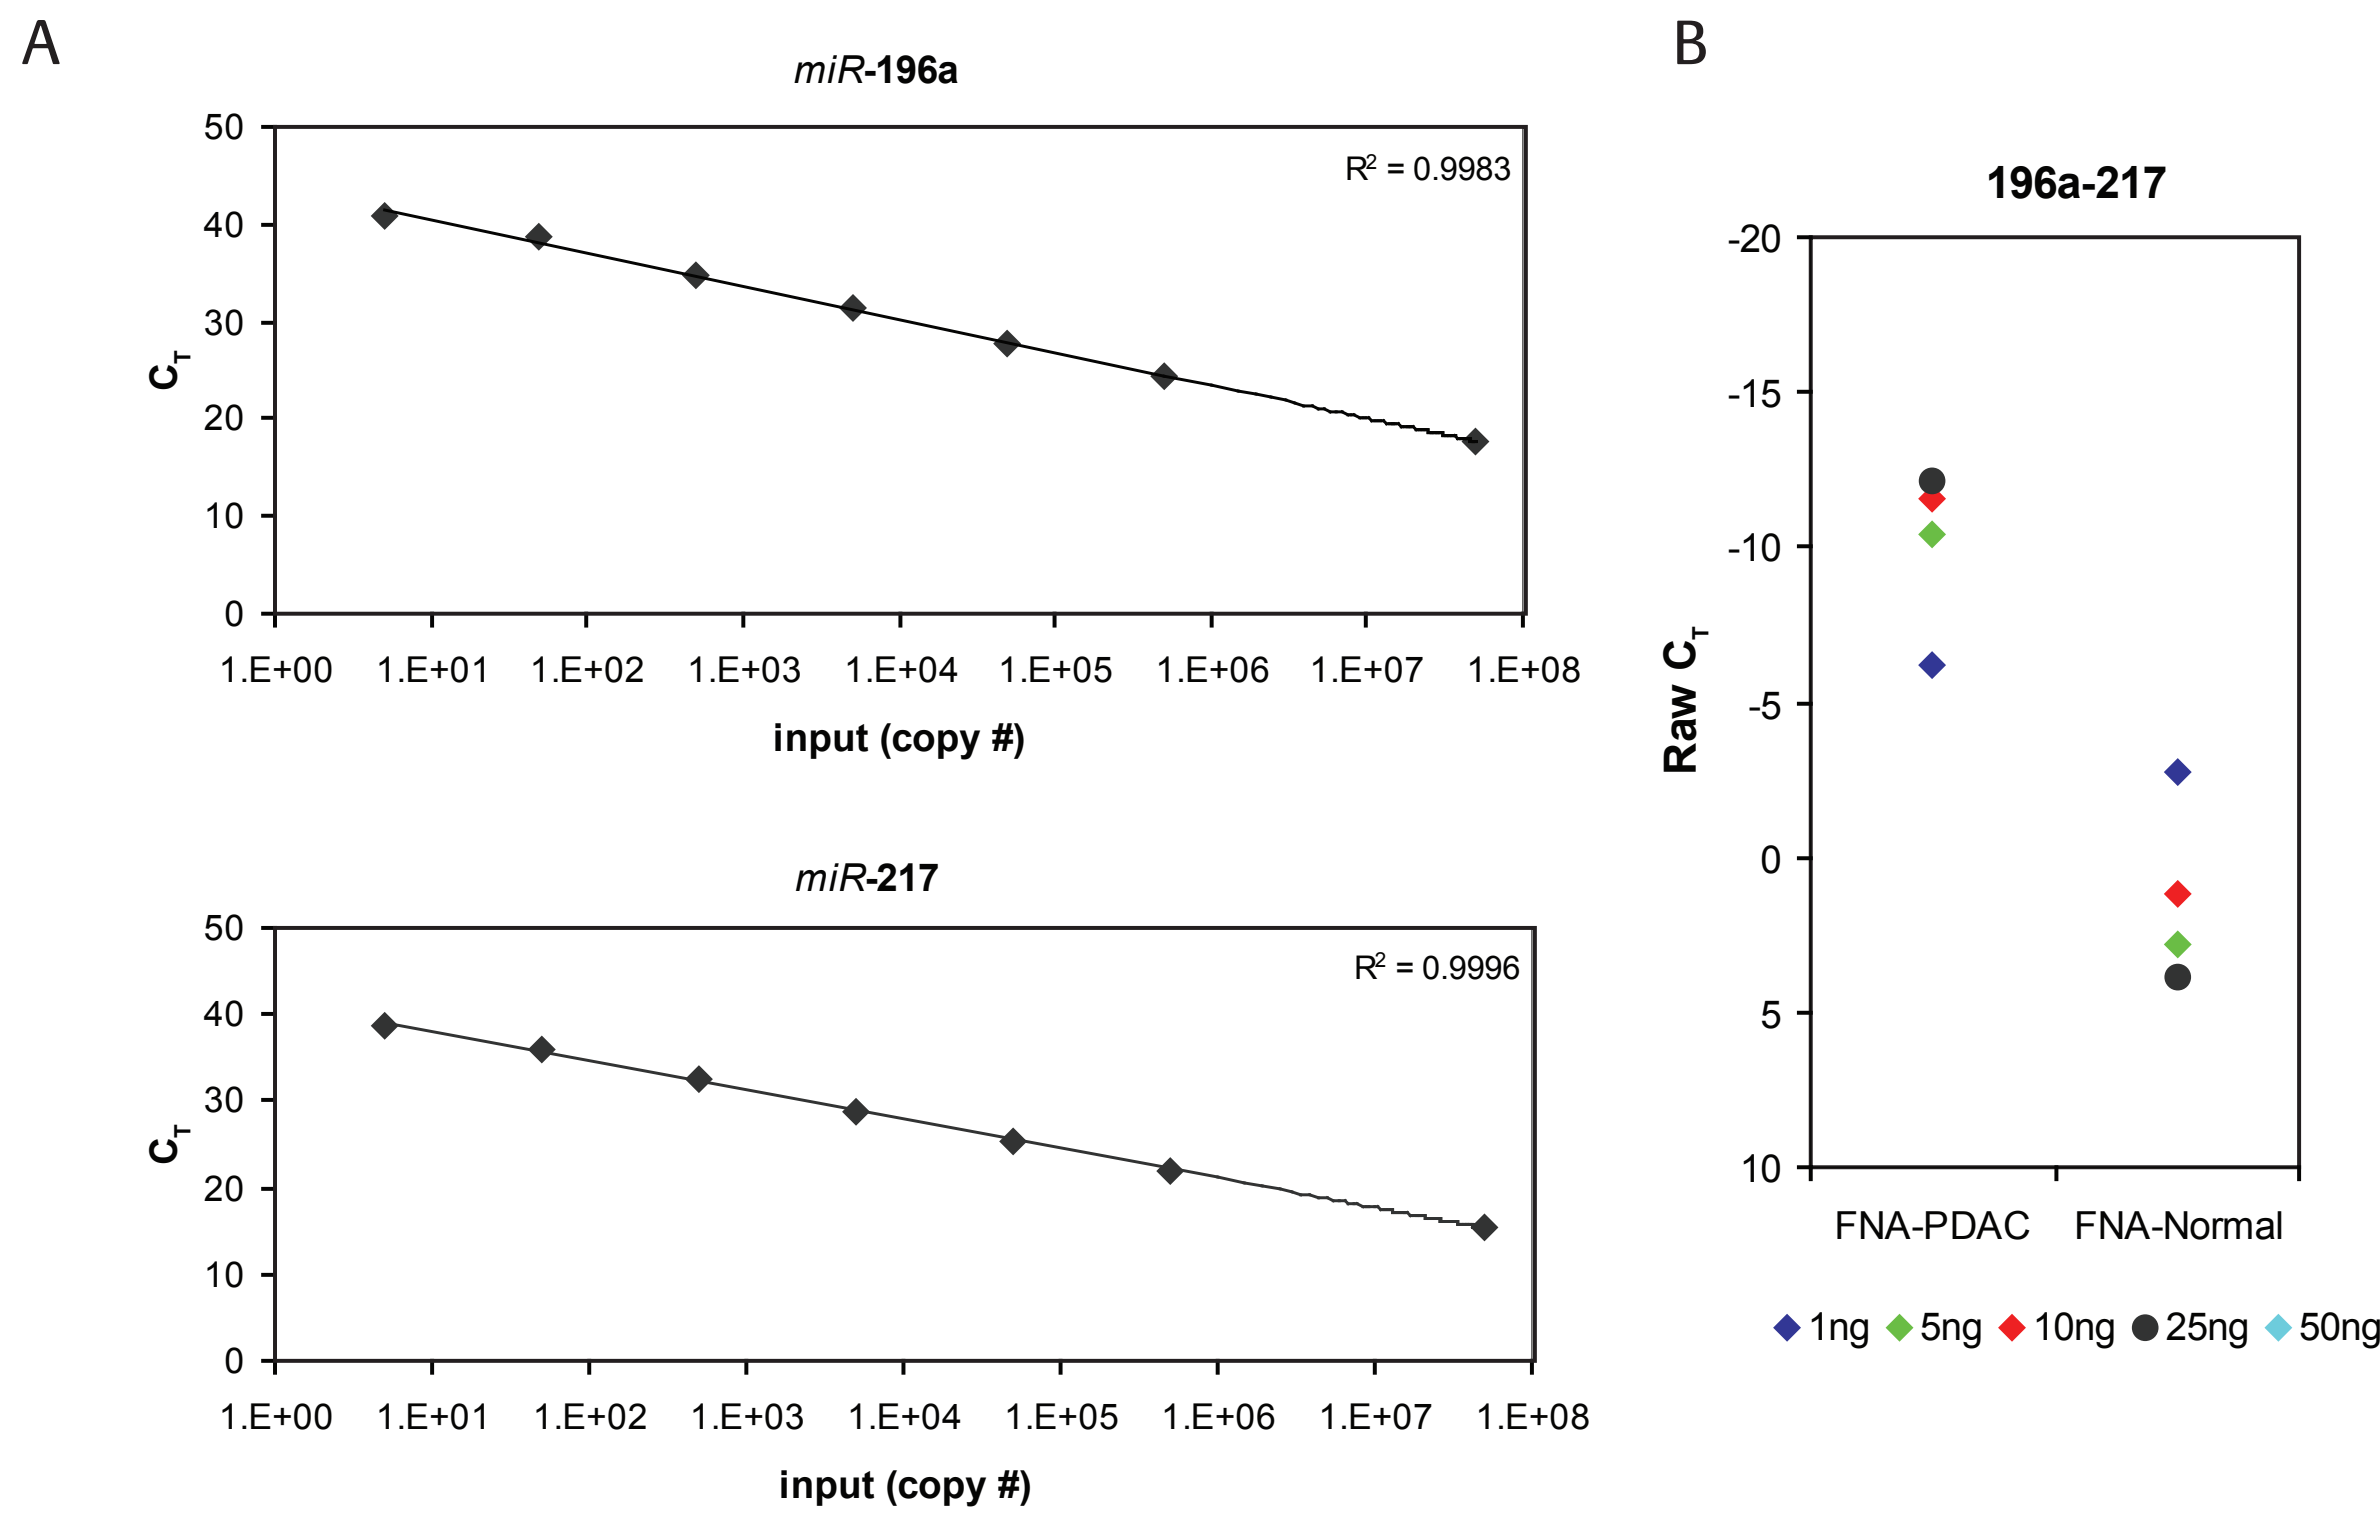 A
miR-196a
50
40
30
20
10
0
C_T
R² = 0.9983
1.E+00 1.E+01 1.E+02 1.E+03 1.E+04 1.E+05 1.E+06 1.E+07 1.E+08
input (copy #)
miR-217
50
40
30
20
10
0
C_T
R² = 0.9996
1.E+00 1.E+01 1.E+02 1.E+03 1.E+04 1.E+05 1.E+06 1.E+07 1.E+08
input (copy #)
B
196a-217
-20
-15
-10
-5
0
5
10
Raw C_T
FNA-PDAC FNA-Normal
1ng 5ng 10ng 25ng 50ng